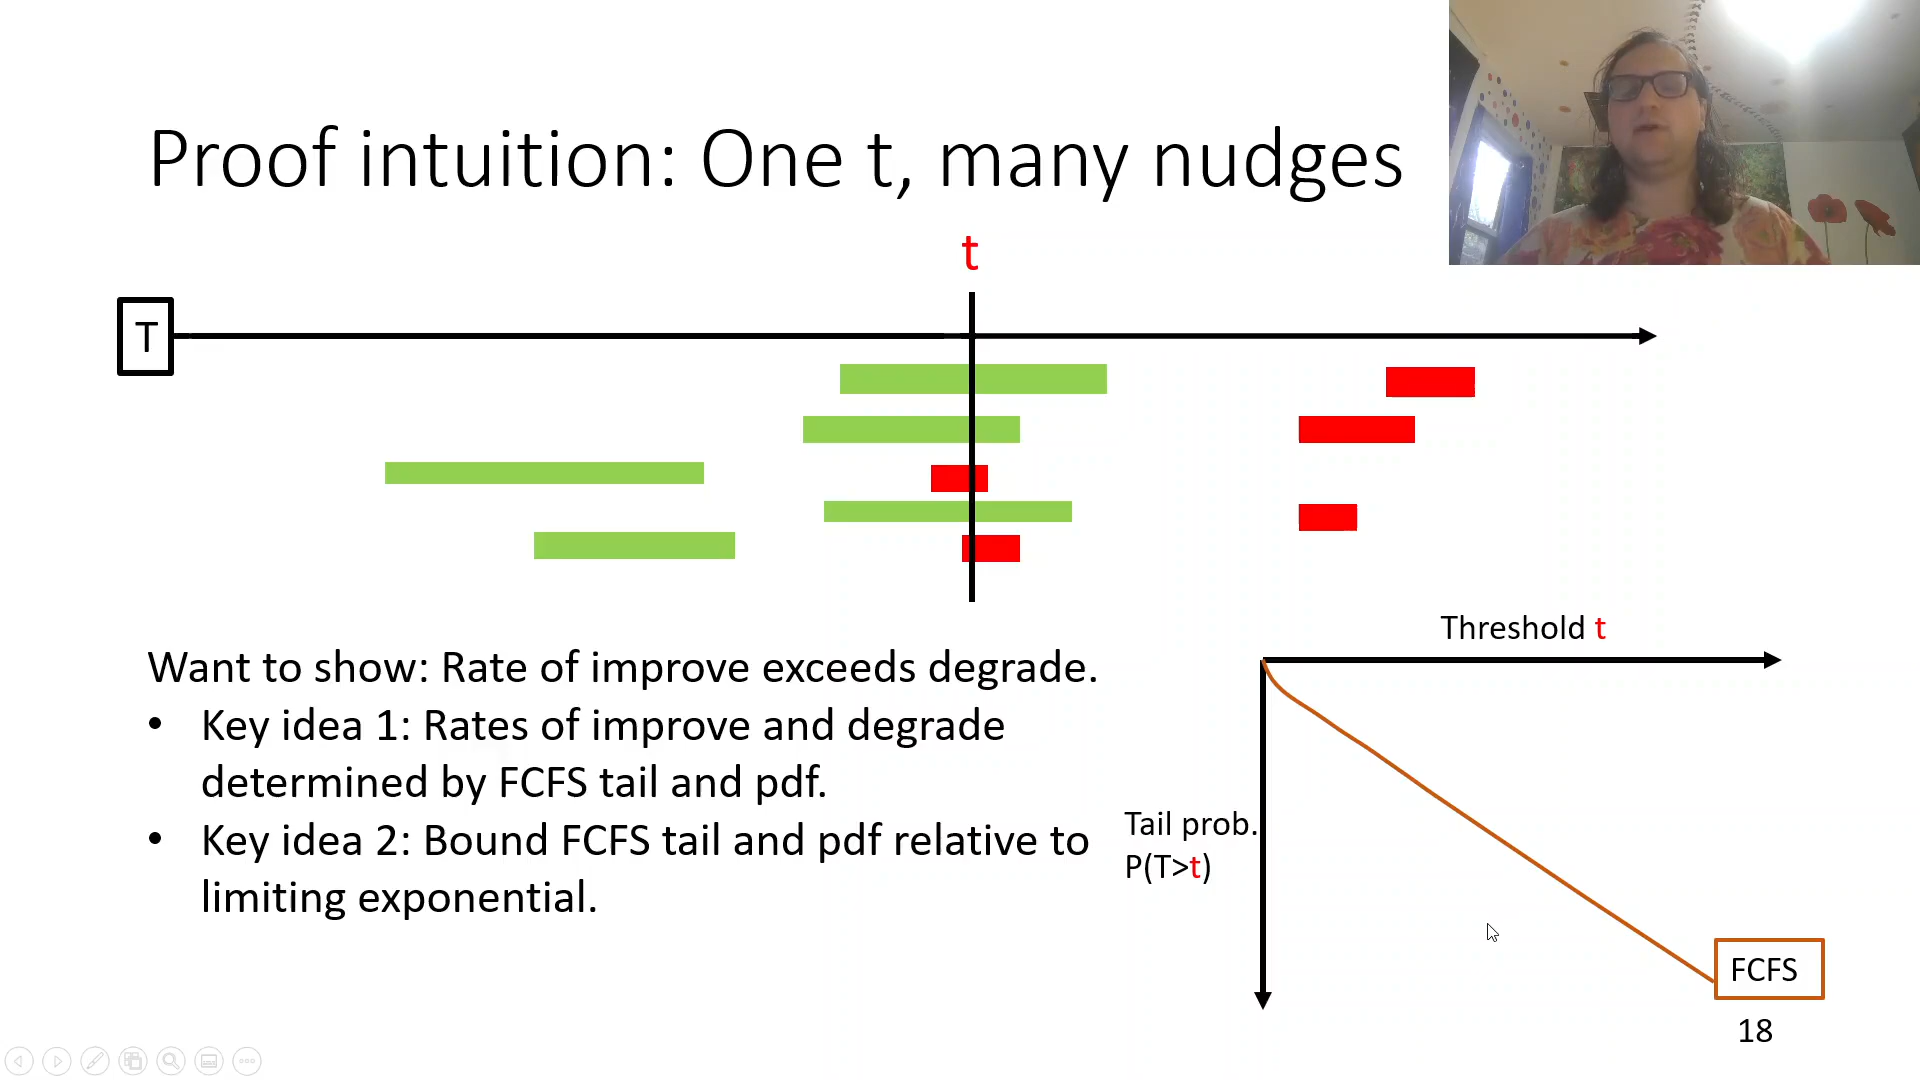 Proof intuition: One t, many nudges
t
T
Want to show: Rate of improve exceeds degrade.
• Key idea 1: Rates of improve and degrade
determined by FCFS tail and pdf.
• Key idea 2: Bound FCFS tail and pdf relative to
limiting exponential.
Threshold t
Tail prob.
P(T>t)
FCFS
18